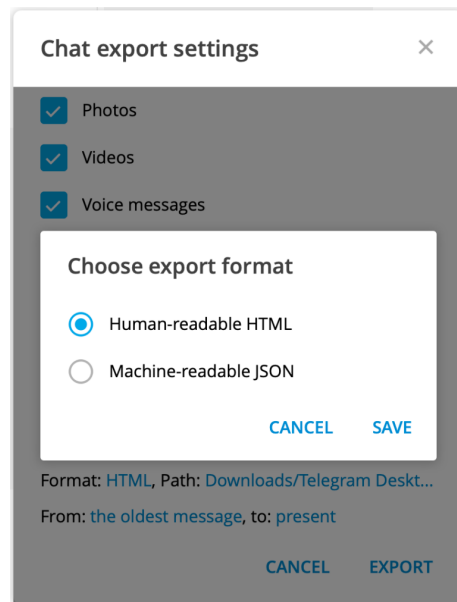 Chat export settings
Photos
Videos
Voice messages
Choose export format
Human-readable HTML
Machine-readable JSON
CANCEL SAVE
Format: HTML, Path: Downloads/Telegram Deskt...
From: the oldest message, to: present
CANCEL EXPORT